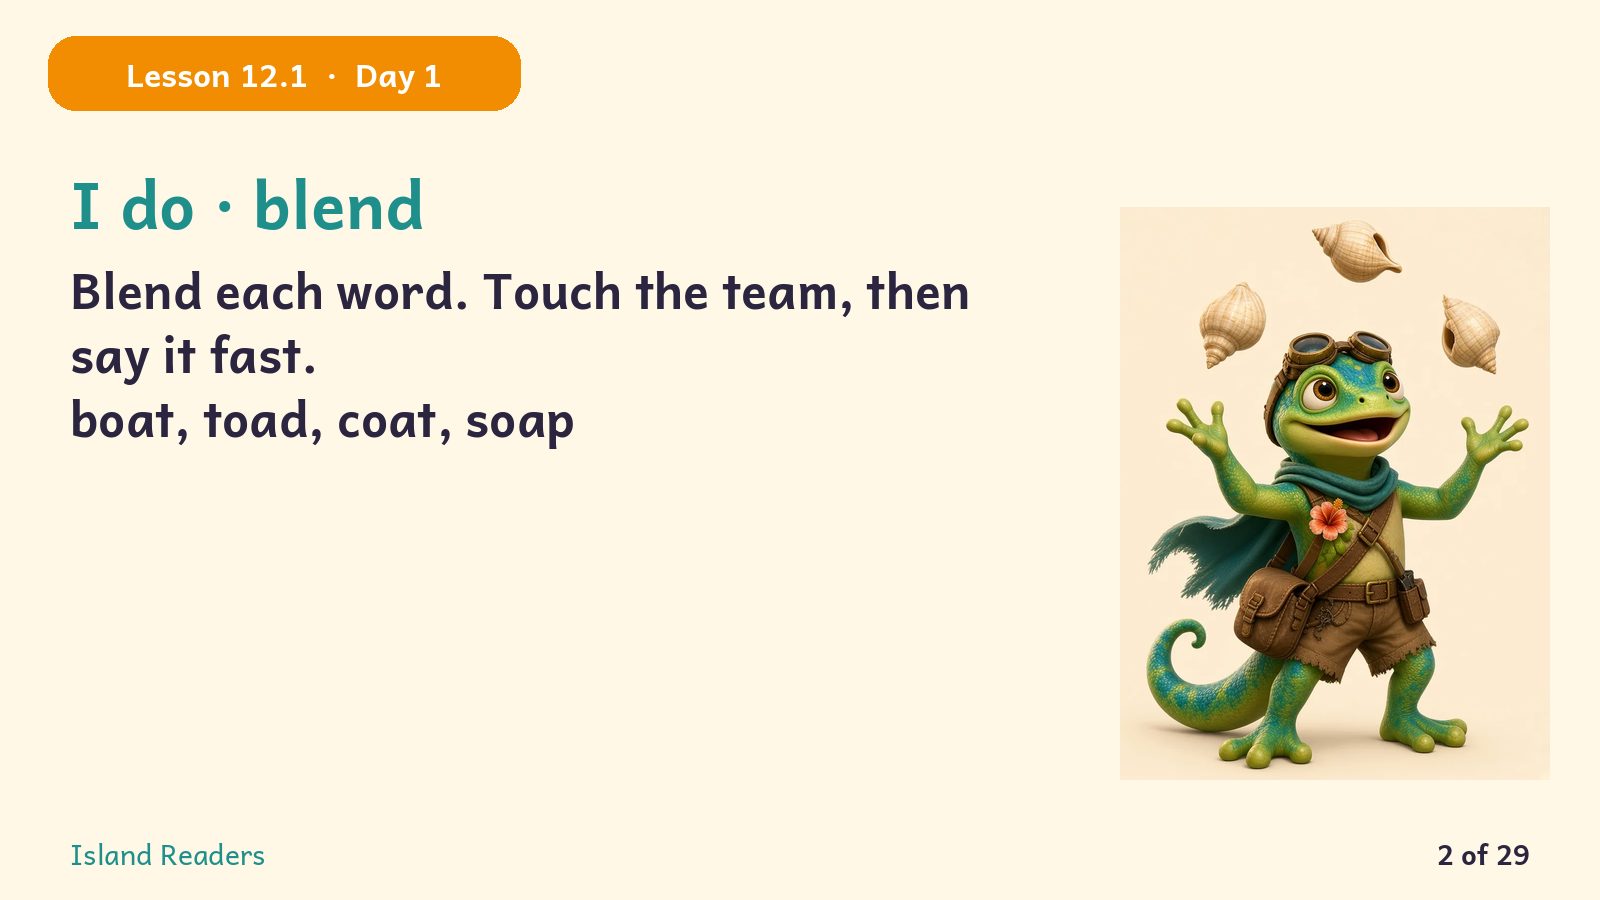 Lesson 12.1 · Day 1
I do · blend
Blend each word. Touch the team, then
say it fast.
boat, toad, coat, soap
Island Readers
2 of 29